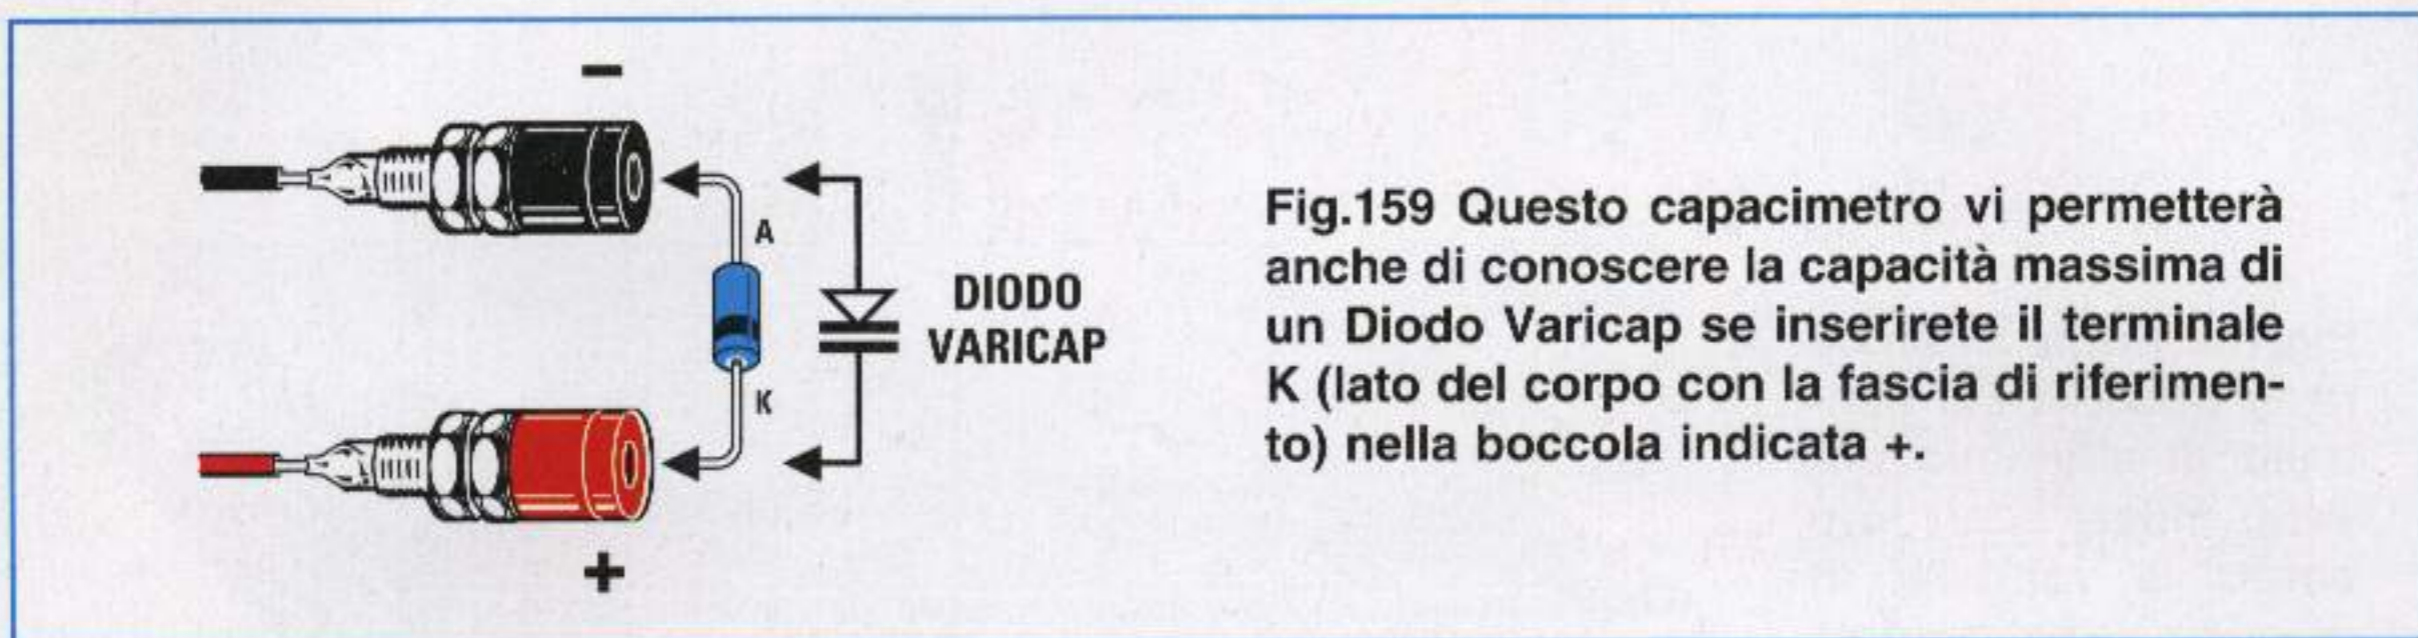 −
A
DIODO
VARICAP
K
+
Fig.159 Questo capacimetro vi permetterà
anche di conoscere la capacità massima di
un Diodo Varicap se inserirete il terminale
K (lato del corpo con la fascia di riferimen-
to) nella boccola indicata +.